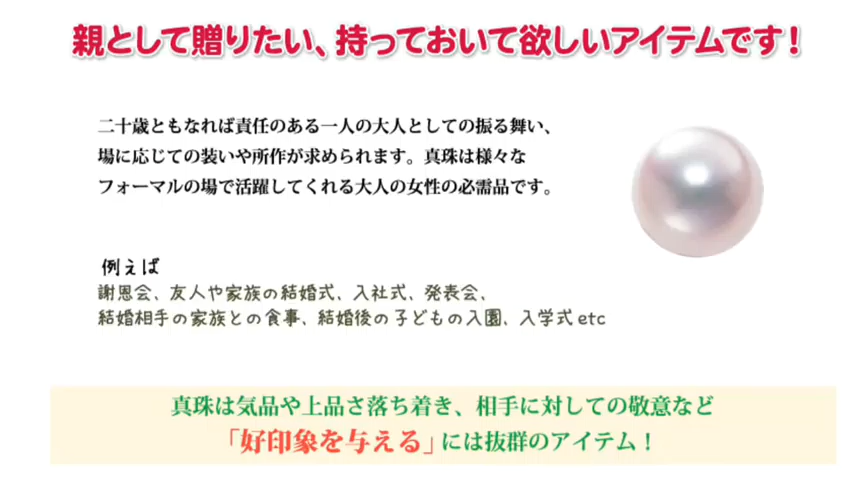 親として贈りたい、持っておいて欲しいアイテムです!
二十歳ともなれば責任のある一人の大人としての振る舞い、
場に応じての装いや所作が求められます。真珠は様々な
フォーマルの場で活躍してくれる大人の女性の必需品です。
例えば
謝恩会、友人や家族の結婚式、入社式、発表会、
結婚相手の家族との食事、結婚後の子どもの入園、入学式etc
真珠は気品や上品さ落ち着き、相手に対しての敬意など
「好印象を与える」には抜群のアイテム!